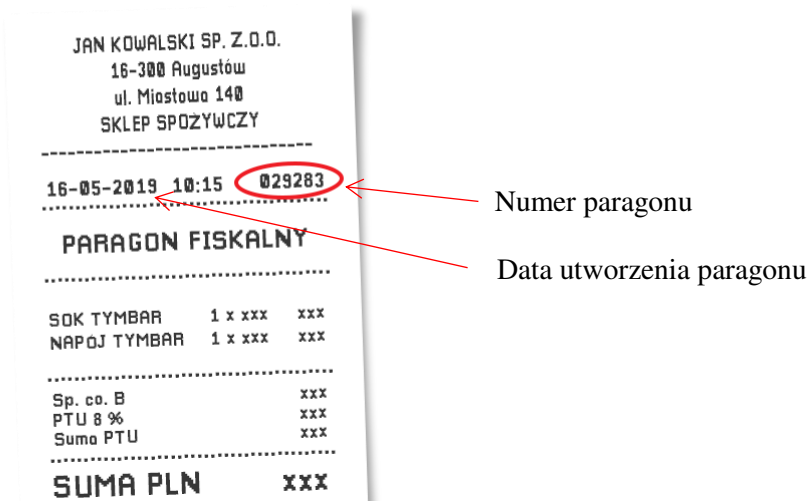 JAN KOWALSKI SP. Z.O.O.
16-300 Augustów
ul. Miastowa 140
SKLEP SPOŻYWCZY
16-05-2019 10:15 029283
Numer paragonu
Data utworzenia paragonu
PARAGON FISKALNY
SOK TYMBAR 1 x xxx xxx
NAPÓJ TYMBAR 1 x xxx xxx
Sp. co. B xxx
PTU 8 % xxx
Suma PTU xxx
SUMA PLN xxx